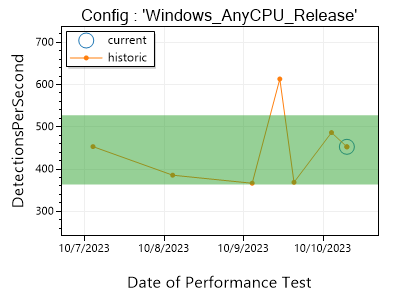 Config : 'Windows_AnyCPU_Release'
current
historic
DetectionsPerSecond
700
600
500
400
300
10/7/2023
10/8/2023
10/9/2023
10/10/2023
Date of Performance Test